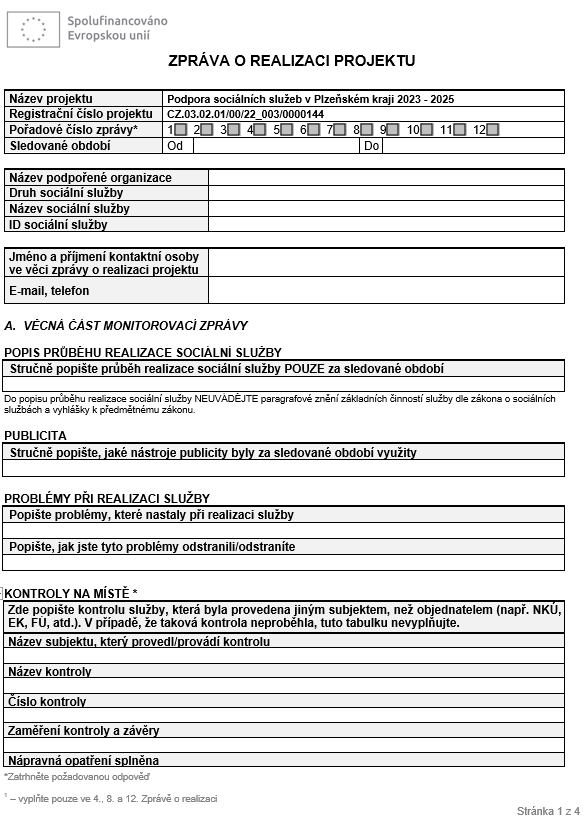 Spolufinancováno
Evropskou unií
ZPRÁVA O REALIZACI PROJEKTU
Název projektu Podpora sociálních služeb v Plzeňském kraji 2023 - 2025
Registrační číslo projektu CZ.03.02.01/00/22_003/0000144
Pořadové číslo zprávy* 1 2 3 4 5 6 7 8 9 10 11 12
Sledované období Od Do
Název podpořené organizace
Druh sociální služby
Název sociální služby
ID sociální služby
Jméno a příjmení kontaktní osoby
ve věci zprávy o realizaci projektu
E-mail, telefon
A. VĚCNÁ ČÁST MONITOROVACÍ ZPRÁVY
POPIS PRŮBĚHU REALIZACE SOCIÁLNÍ SLUŽBY
Stručně popište průběh realizace sociální služby POUZE za sledované období
Do popisu průběhu realizace sociální služby NEUVÁDĚJTE paragrafové znění základních činností služby dle zákona o sociálních
službách a vyhlášky k předmětnému zákonu.
PUBLICITA
Stručně popište, jaké nástroje publicity byly za sledované období využity
PROBLÉMY PŘI REALIZACI SLUŽBY
Popište problémy, které nastaly při realizaci služby
Popište, jak jste tyto problémy odstranili/odstraníte
KONTROLY NA MÍSTĚ *
Zde popište kontrolu služby, která byla provedena jiným subjektem, než objednatelem (např. NKÚ,
EK, FÚ, atd.). V případě, že taková kontrola neproběhla, tuto tabulku nevyplňujte.
Název subjektu, který provedl/provádí kontrolu
Název kontroly
Číslo kontroly
Zaměření kontroly a závěry
Nápravná opatření splněna
*Zatrhněte požadovanou odpověď
1 – vyplňte pouze ve 4., 8. a 12. Zprávě o realizaci
Stránka 1 z 4